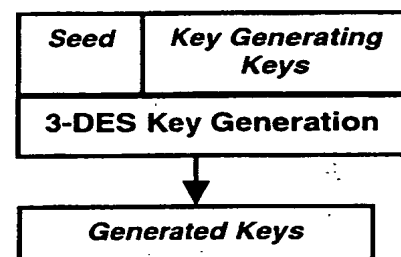 Seed
Key Generating
Keys
3-DES Key Generation
Generated Keys